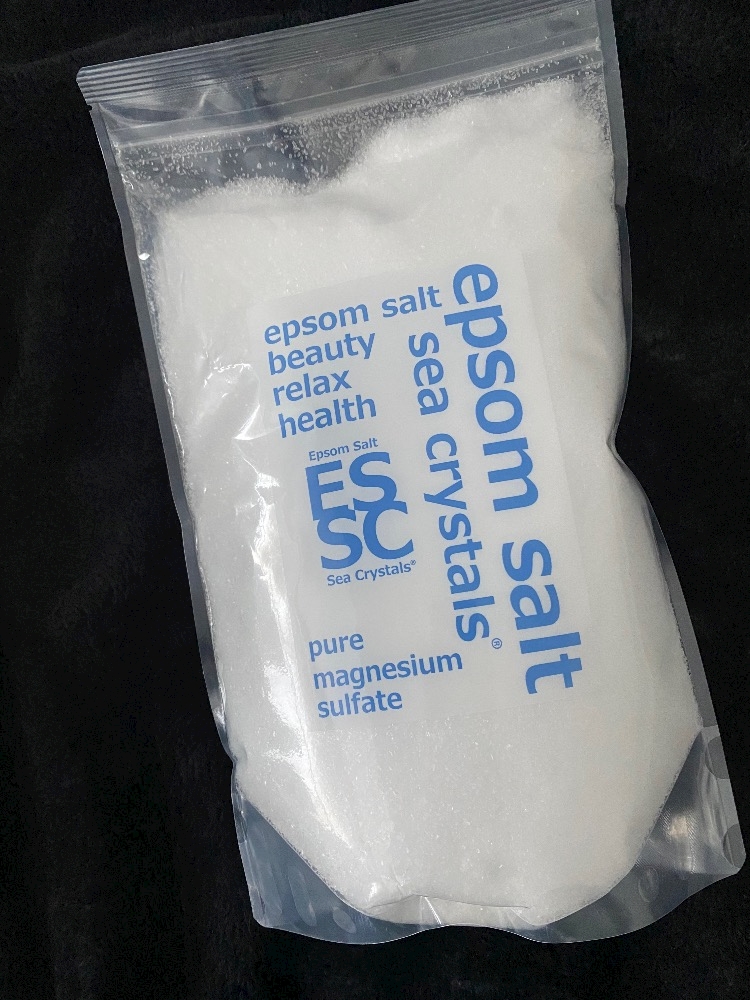 epsom salt
beauty
relax
health
Epsom Salt
ES
SC
Sea Crystals®
pure
magnesium
sulfate
epsom salt
sea crystals®